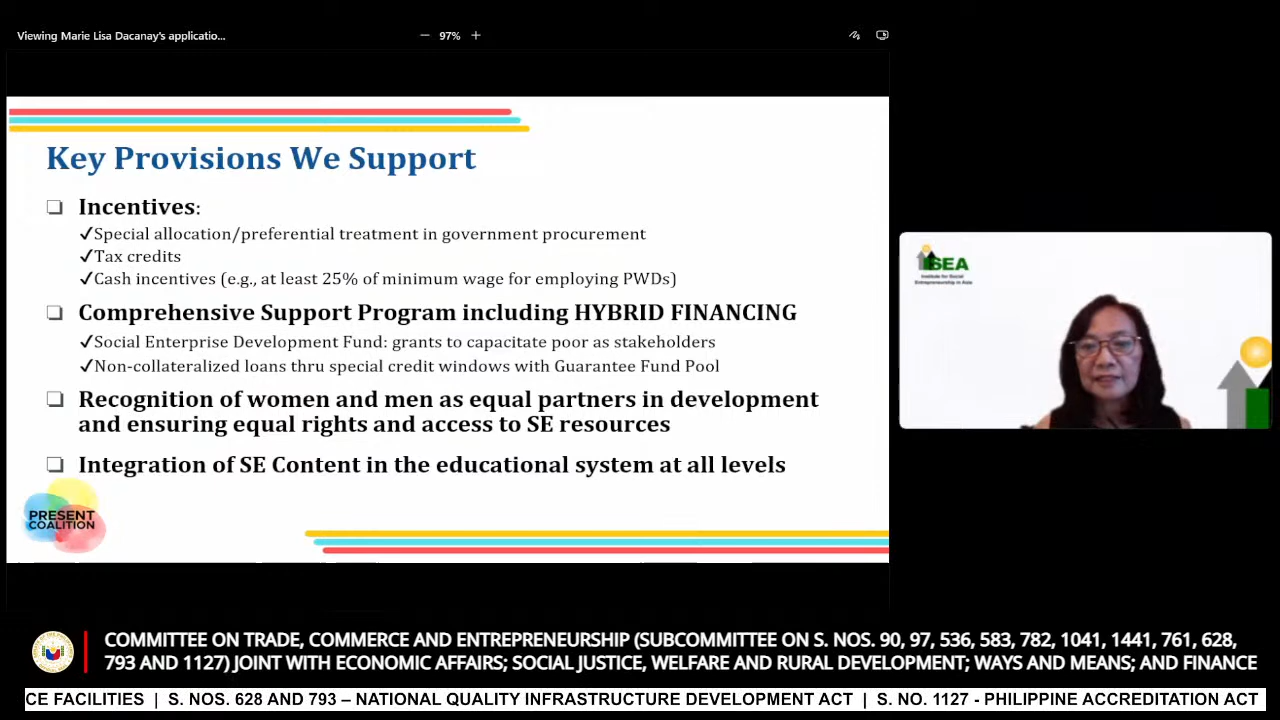 Viewing Marie Lisa Dacanay's applicatio...
97%
Key Provisions We Support
Incentives:
✓Special allocation/preferential treatment in government procurement
✓Tax credits
✓Cash incentives (e.g., at least 25% of minimum wage for employing PWDs)
Comprehensive Support Program including HYBRID FINANCING
✓Social Enterprise Development Fund: grants to capacitate poor as stakeholders
✓Non-collateralized loans thru special credit windows with Guarantee Fund Pool
Recognition of women and men as equal partners in development
and ensuring equal rights and access to SE resources
Integration of SE Content in the educational system at all levels
PRESENT
COALITION
ISEA
Institute for Social
Entrepreneurship in Asia
COMMITTEE ON TRADE, COMMERCE AND ENTREPRENEURSHIP (SUBCOMMITTEE ON S. NOS. 90, 97, 536, 583, 782, 1041, 1441, 761, 628,
793 AND 1127) JOINT WITH ECONOMIC AFFAIRS; SOCIAL JUSTICE, WELFARE AND RURAL DEVELOPMENT; WAYS AND MEANS; AND FINANCE
CE FACILITIES | S. NOS. 628 AND 793 – NATIONAL QUALITY INFRASTRUCTURE DEVELOPMENT ACT | S. NO. 1127 - PHILIPPINE ACCREDITATION ACT